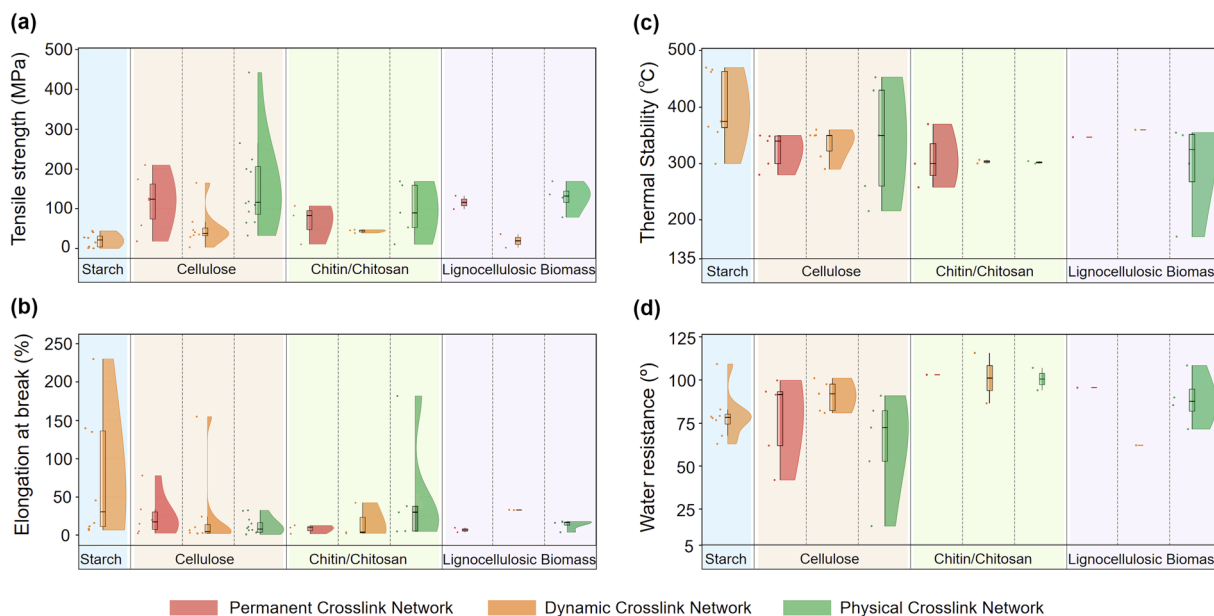 (a)
Tensile strength (MPa)
500
400
300
200
100
0
Starch Cellulose Chitin/Chitosan Lignocellulosic Biomass
(c)
Thermal Stability (℃)
500
400
300
200
135
Starch Cellulose Chitin/Chitosan Lignocellulosic Biomass
(b)
Elongation at break (%)
250
200
150
100
50
0
Starch Cellulose Chitin/Chitosan Lignocellulosic Biomass
(d)
Water resistance (º)
125
100
75
50
25
5
Starch Cellulose Chitin/Chitosan Lignocellulosic Biomass
Permanent Crosslink Network Dynamic Crosslink Network Physical Crosslink Network